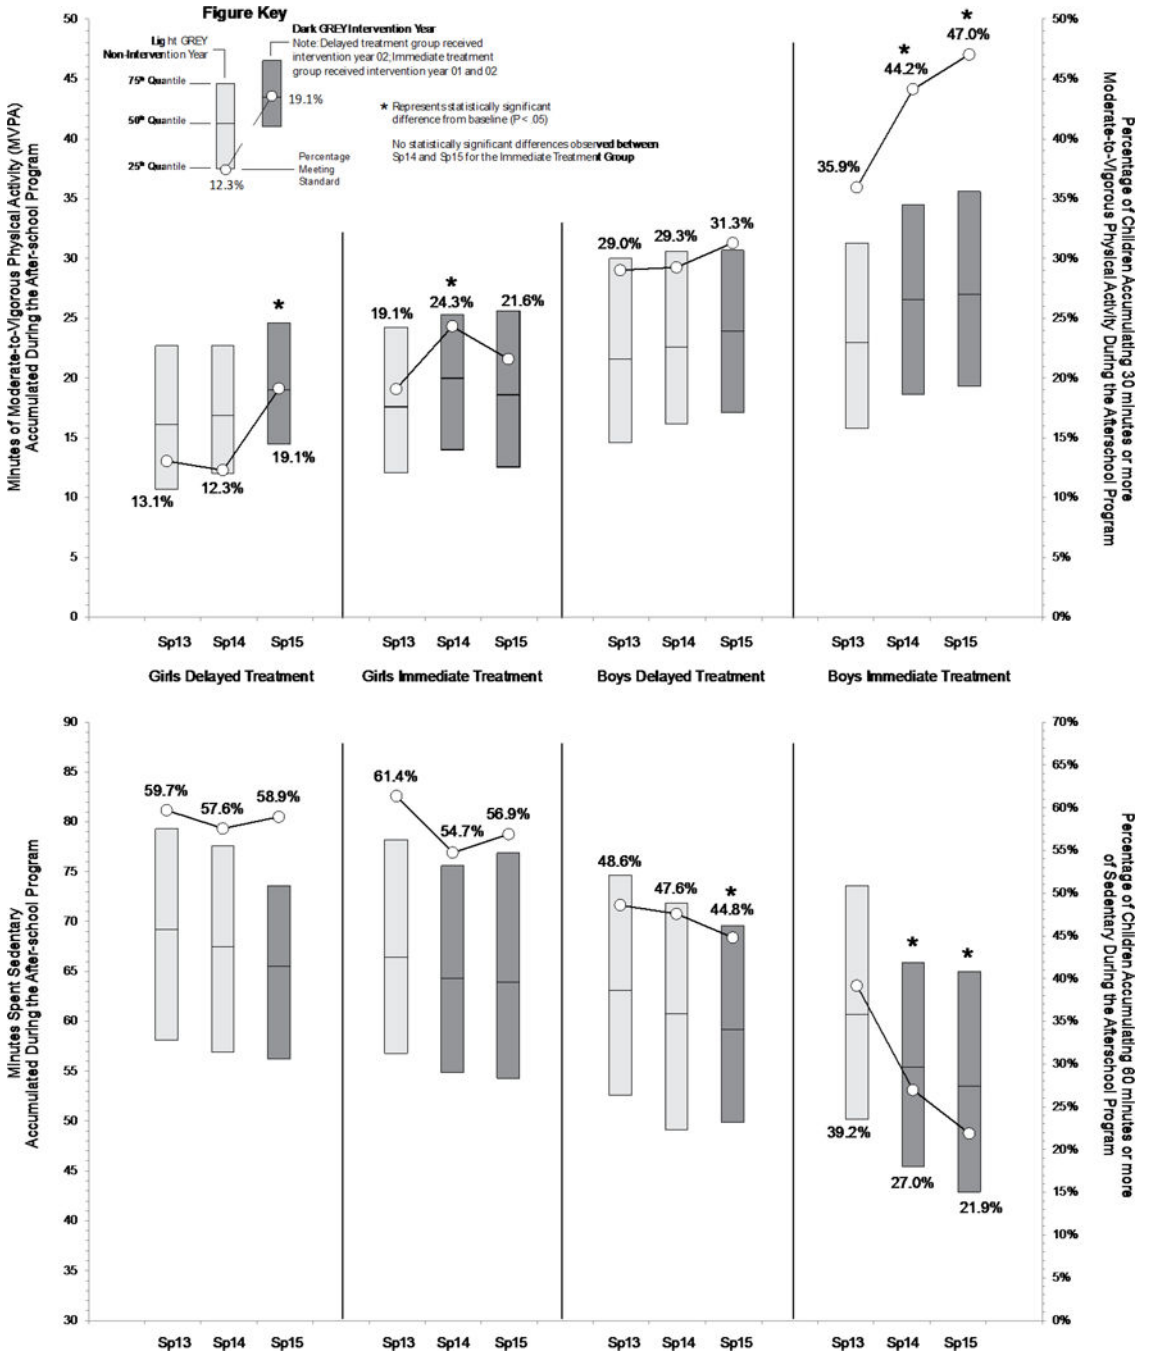 Figure Key
Light GREY
Non-Intervention Year
75th Quantile
50th Quantile
25th Quantile
12.3%
19.1%
Percentage
Meeting
Standard
Dark GREY Intervention Year
Note: Delayed treatment group received
intervention year 02; Immediate treatment
group received intervention year 01 and 02
* Represents statistically significant
difference from baseline (P < .05)
No statistically significant differences observed between
Sp14 and Sp15 for the Immediate Treatment Group
Minutes of Moderate-to-Vigorous Physical Activity (MVPA)
Accumulated During the After-school Program
50
45
40
35
30
25
20
15
10
5
0
13.1%
12.3%
19.1%
*
19.1%
24.3%
*
21.6%
29.0%
29.3%
31.3%
35.9%
44.2%
*
47.0%
*
50%
45%
40%
35%
30%
25%
20%
15%
10%
5%
0%
Percentage of Children Accumulating 30 minutes or more
Moderate-to-Vigorous Physical Activity During the Afterschool Program
Sp13 Sp14 Sp15 Sp13 Sp14 Sp15 Sp13 Sp14 Sp15 Sp13 Sp14 Sp15
Girls Delayed Treatment Girls Immediate Treatment Boys Delayed Treatment Boys Immediate Treatment
Minutes Spent Sedentary
Accumulated During the After-school Program
90
85
80
75
70
65
60
55
50
45
40
35
30
59.7%
57.6%
58.9%
61.4%
54.7%
56.9%
48.6%
47.6%
*
44.8%
39.2%
*
27.0%
*
21.9%
70%
65%
60%
55%
50%
45%
40%
35%
30%
25%
20%
15%
10%
5%
0%
Percentage of Children Accumulating 60 minutes or more
of Sedentary During the Afterschool Program
Sp13 Sp14 Sp15 Sp13 Sp14 Sp15 Sp13 Sp14 Sp15 Sp13 Sp14 Sp15